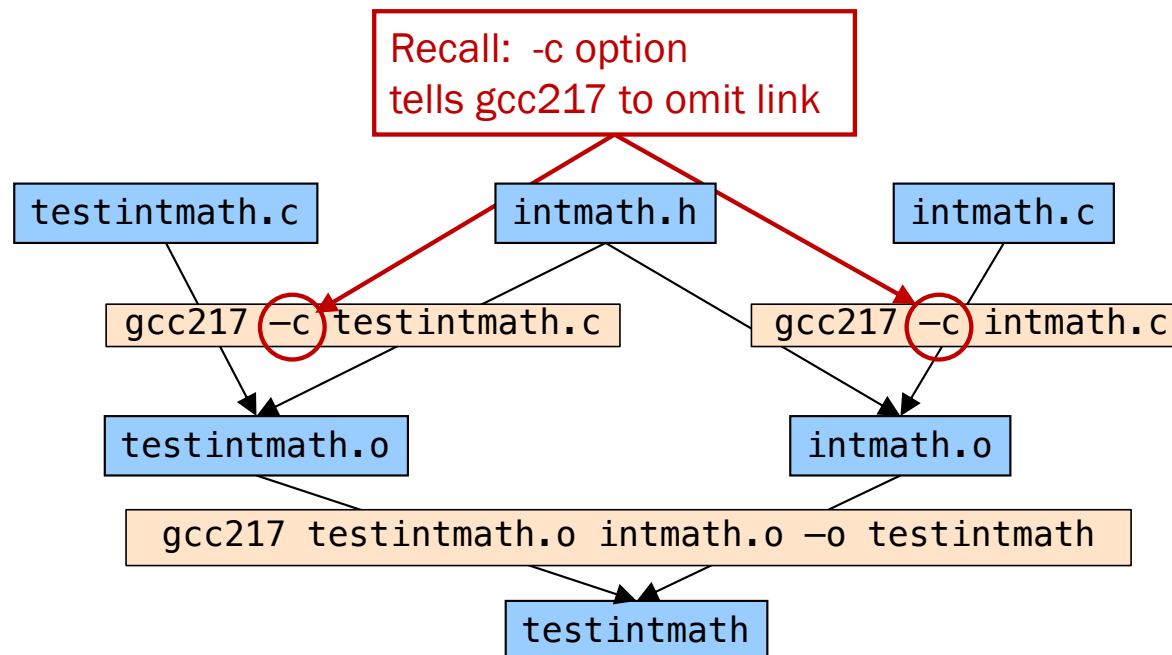 Recall: -c option
tells gcc217 to omit link
testintmath.c
intmath.h
intmath.c
gcc217 –c testintmath.c
gcc217 –c intmath.c
testintmath.o
intmath.o
gcc217 testintmath.o intmath.o –o testintmath
testintmath